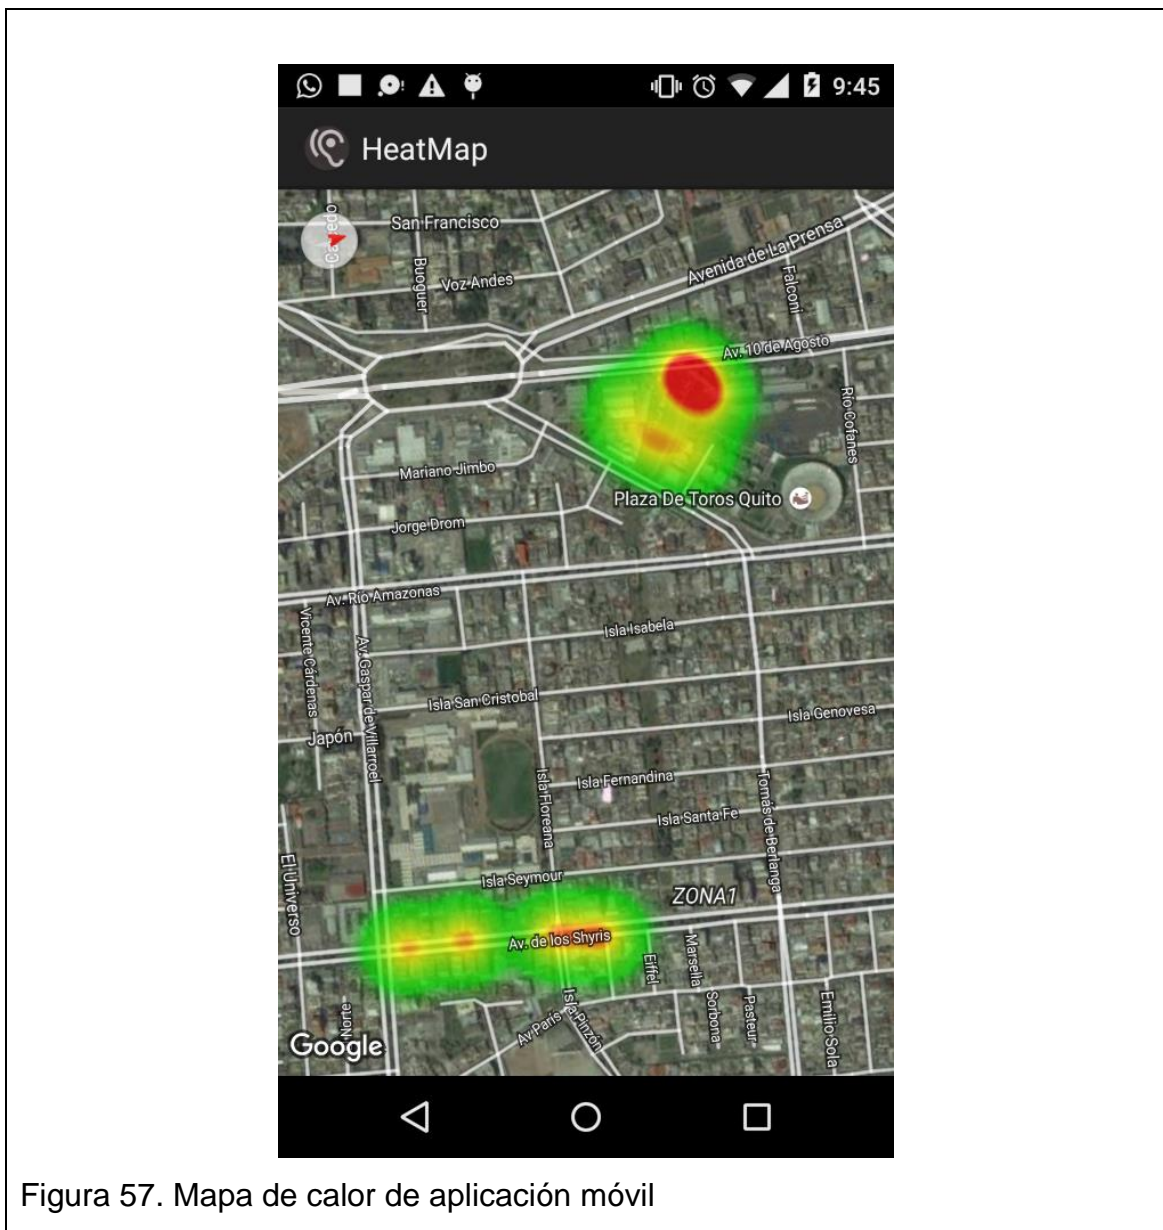 9:45
HeatMap
San Francisco
Buoguer
Voz Andes
Avenida de La Prensa
Falconi
Av. 10 de Agosto
Río Cofanes
Mariano Jimbo
Plaza De Toros Quito
Jorge Drom
Av. Río Amazonas
Vicente Cárdenas
Av. Gaspar de Villarroel
Isla Isabela
Isla San Cristobal
Isla Genovesa
Japón
Isla Floreana
Isla Fernandina
Tomás de Berlanga
Isla Santa Fe
El Universo
Isla Seymour
ZONA1
Av. de los Shyris
Eiffel
Marsella
Norte
Av París
Isla Pinzón
Sorbona
Pasteur
Emilio Sola
Google
Figura 57. Mapa de calor de aplicación móvil